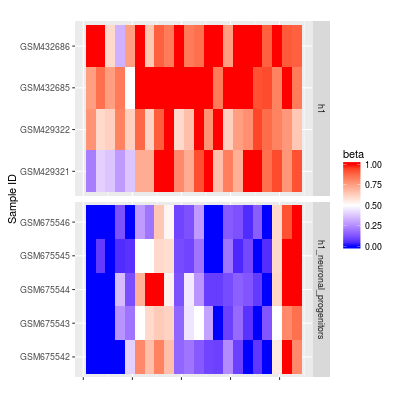 GSM432686
GSM432685
GSM429322
GSM429321
h1
GSM675546
GSM675545
GSM675544
GSM675543
GSM675542
h1_neuronal_progenitors
Sample ID
beta
1.00
0.75
0.50
0.25
0.00